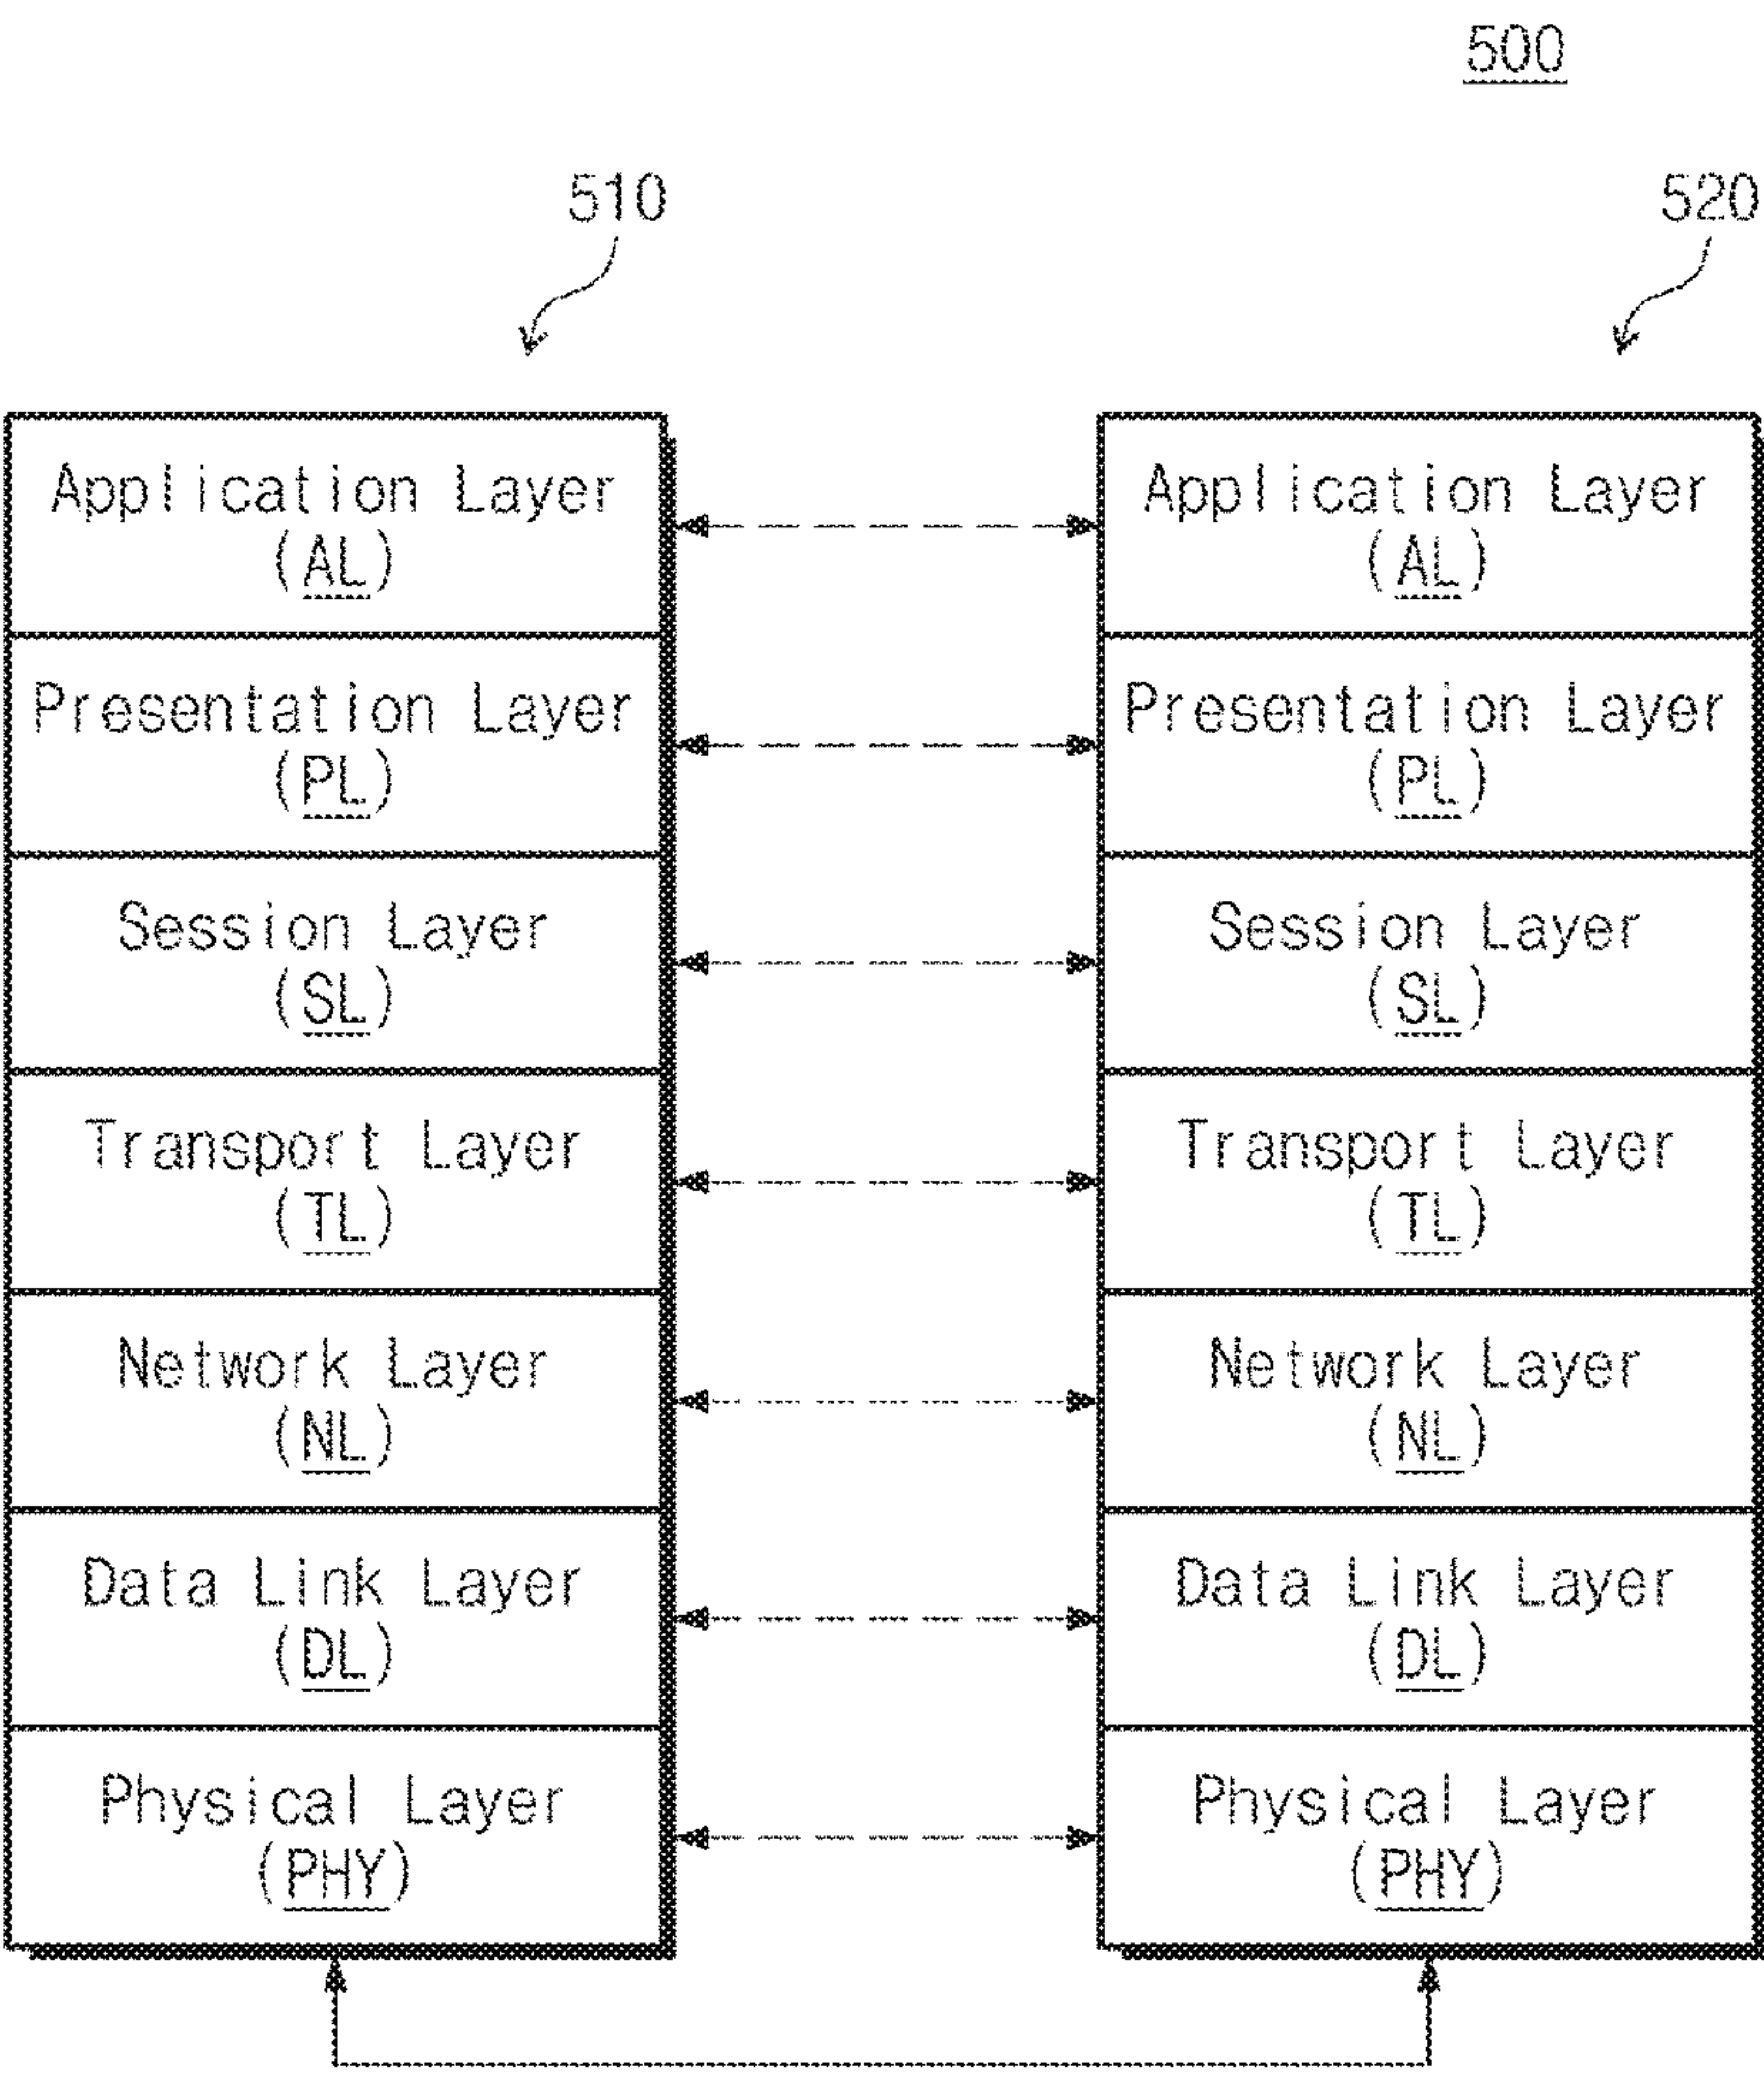 500
510
520
Application Layer
(AL)
Presentation Layer
(PL)
Session Layer
(SL)
Transport Layer
(TL)
Network Layer
(NL)
Data Link Layer
(DL)
Physical Layer
(PHY)
Application Layer
(AL)
Presentation Layer
(PL)
Session Layer
(SL)
Transport Layer
(TL)
Network Layer
(NL)
Data Link Layer
(DL)
Physical Layer
(PHY)